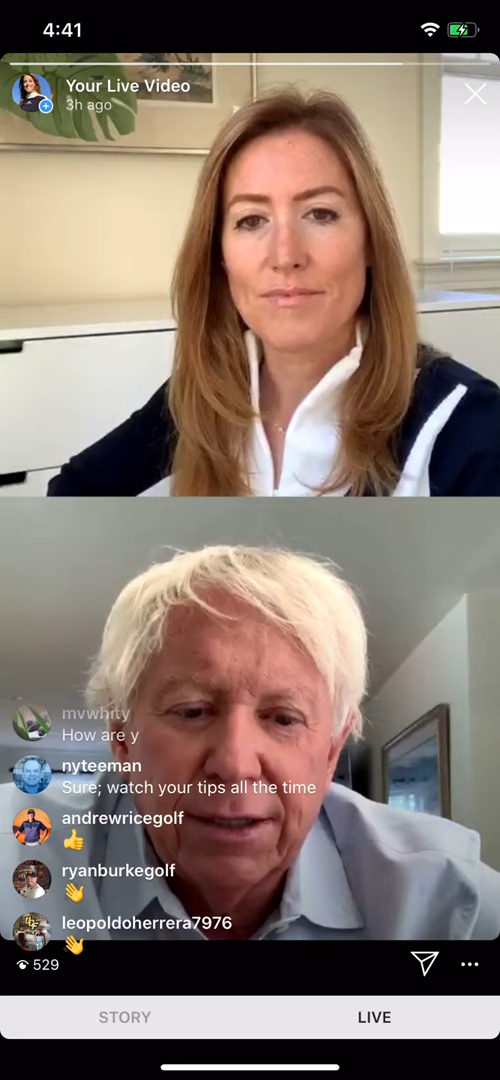 4:41
Your Live Video
3h ago
mvwhity
How are y
nyteeman
Sure; watch your tips all the time
andrewricegolf
👍
ryanburkegolf
👋
leopoldoherrera7976
👋
529
STORY
LIVE